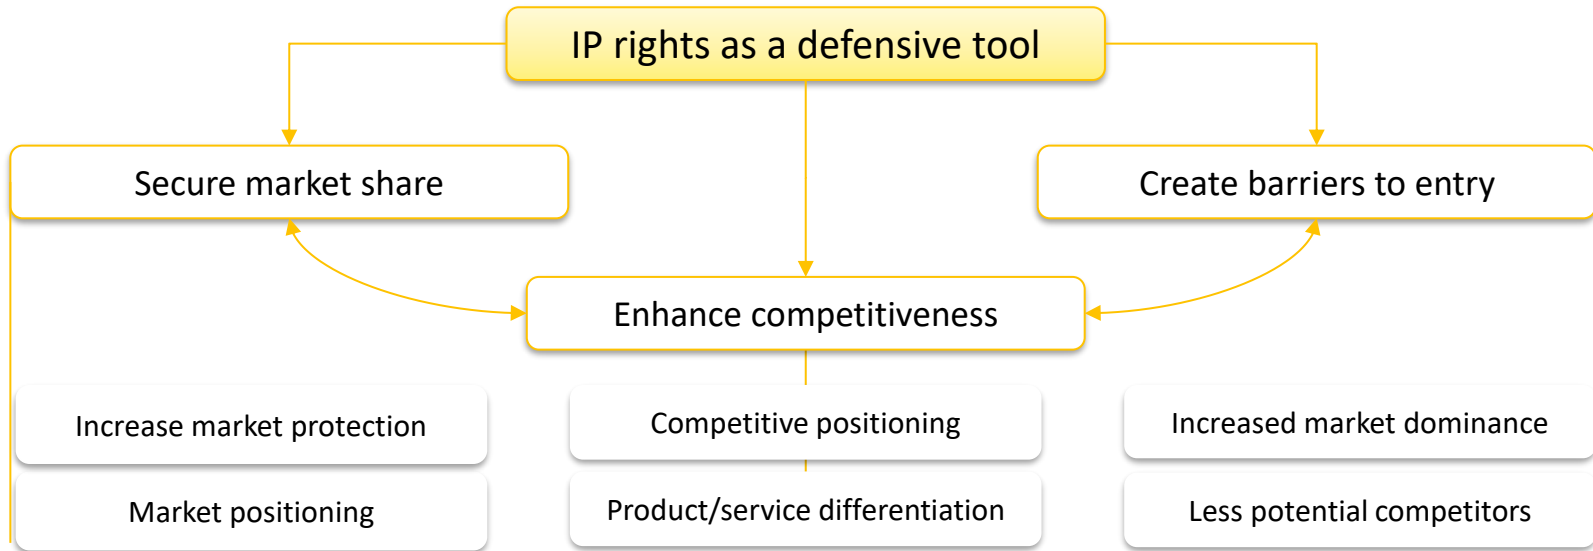 IP rights as a defensive tool
Secure market share
Create barriers to entry
Enhance competitiveness
Increase market protection
Competitive positioning
Increased market dominance
Market positioning
Product/service differentiation
Less potential competitors